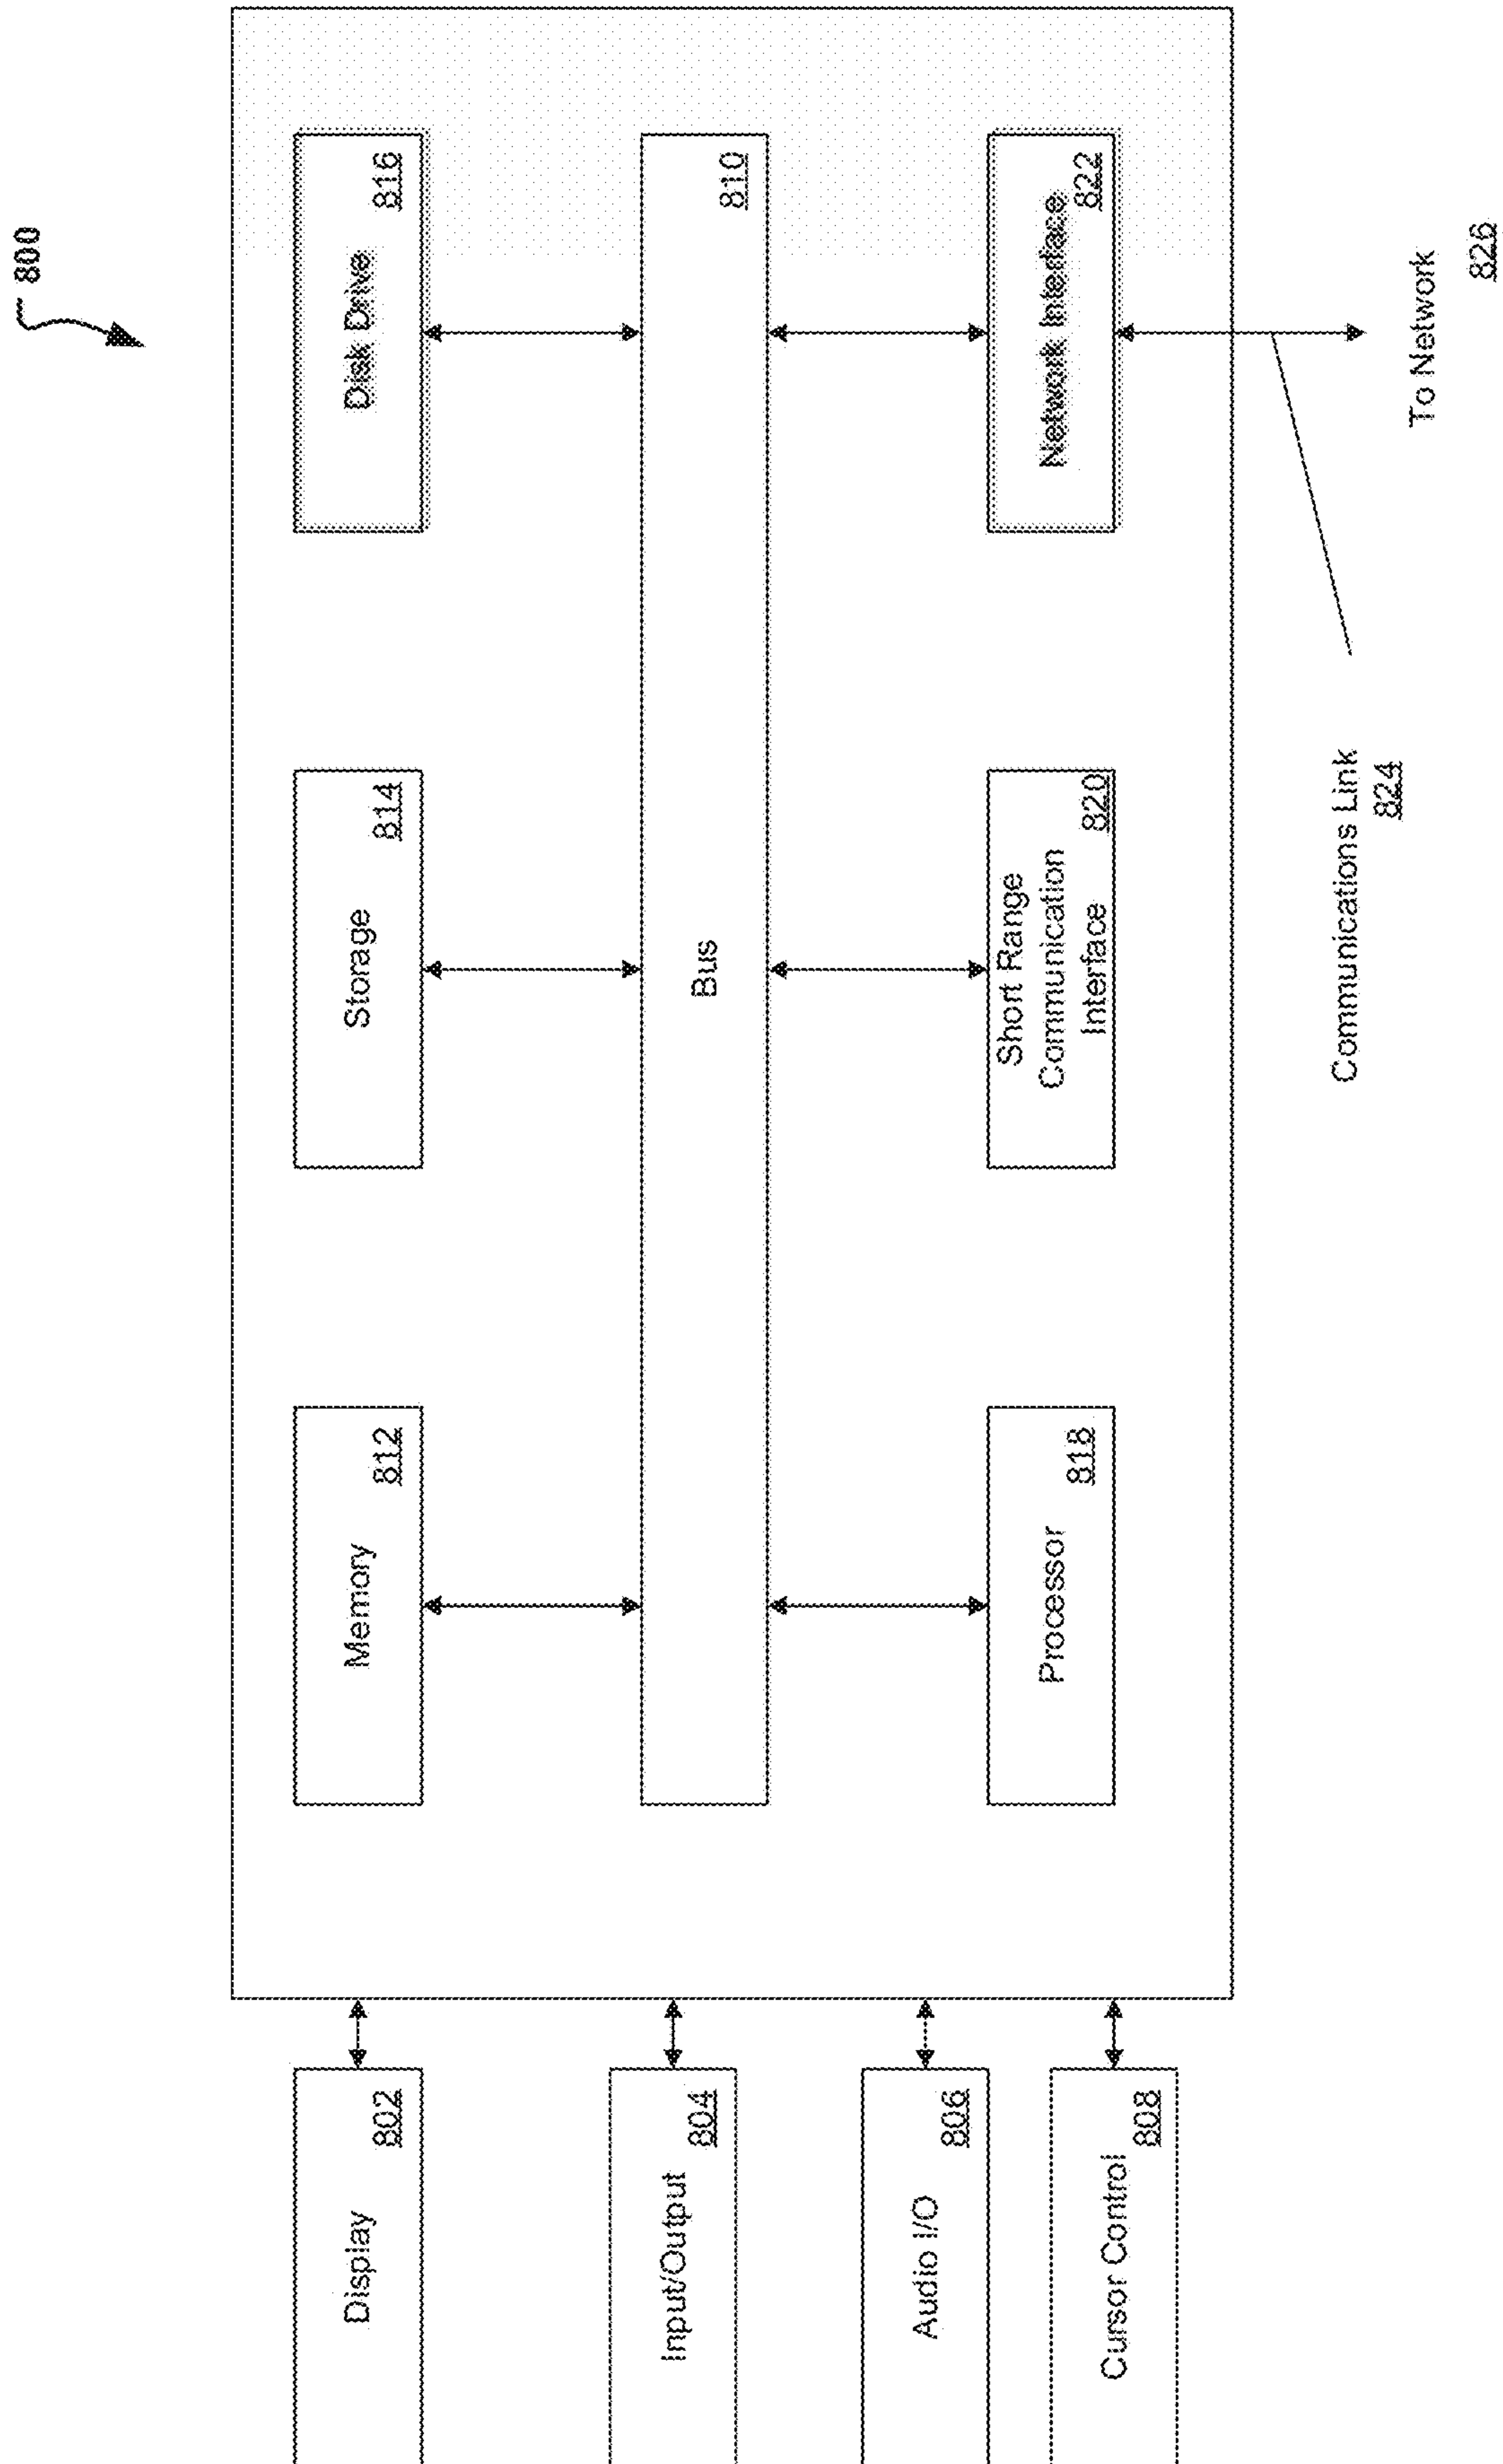 800
Display
802
Memory
812
Storage
814
Disk Drive
816
Input/Output
804
Bus
810
Audio I/O
806
Cursor Control
808
Processor
818
Short Range
Communication
Interface
820
Network Interface
822
Communications Link
824
To Network
826